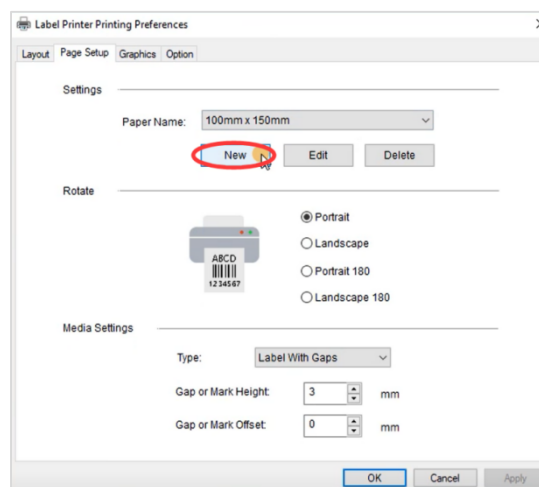 Label Printer Printing Preferences
Layout Page Setup Graphics Option
Settings
Paper Name: 100mm x 150mm
New Edit Delete
Rotate
Portrait
Landscape
Portrait 180
Landscape 180
ABCD
1234567
Media Settings
Type: Label With Gaps
Gap or Mark Height: 3 mm
Gap or Mark Offset: 0 mm
OK Cancel Apply